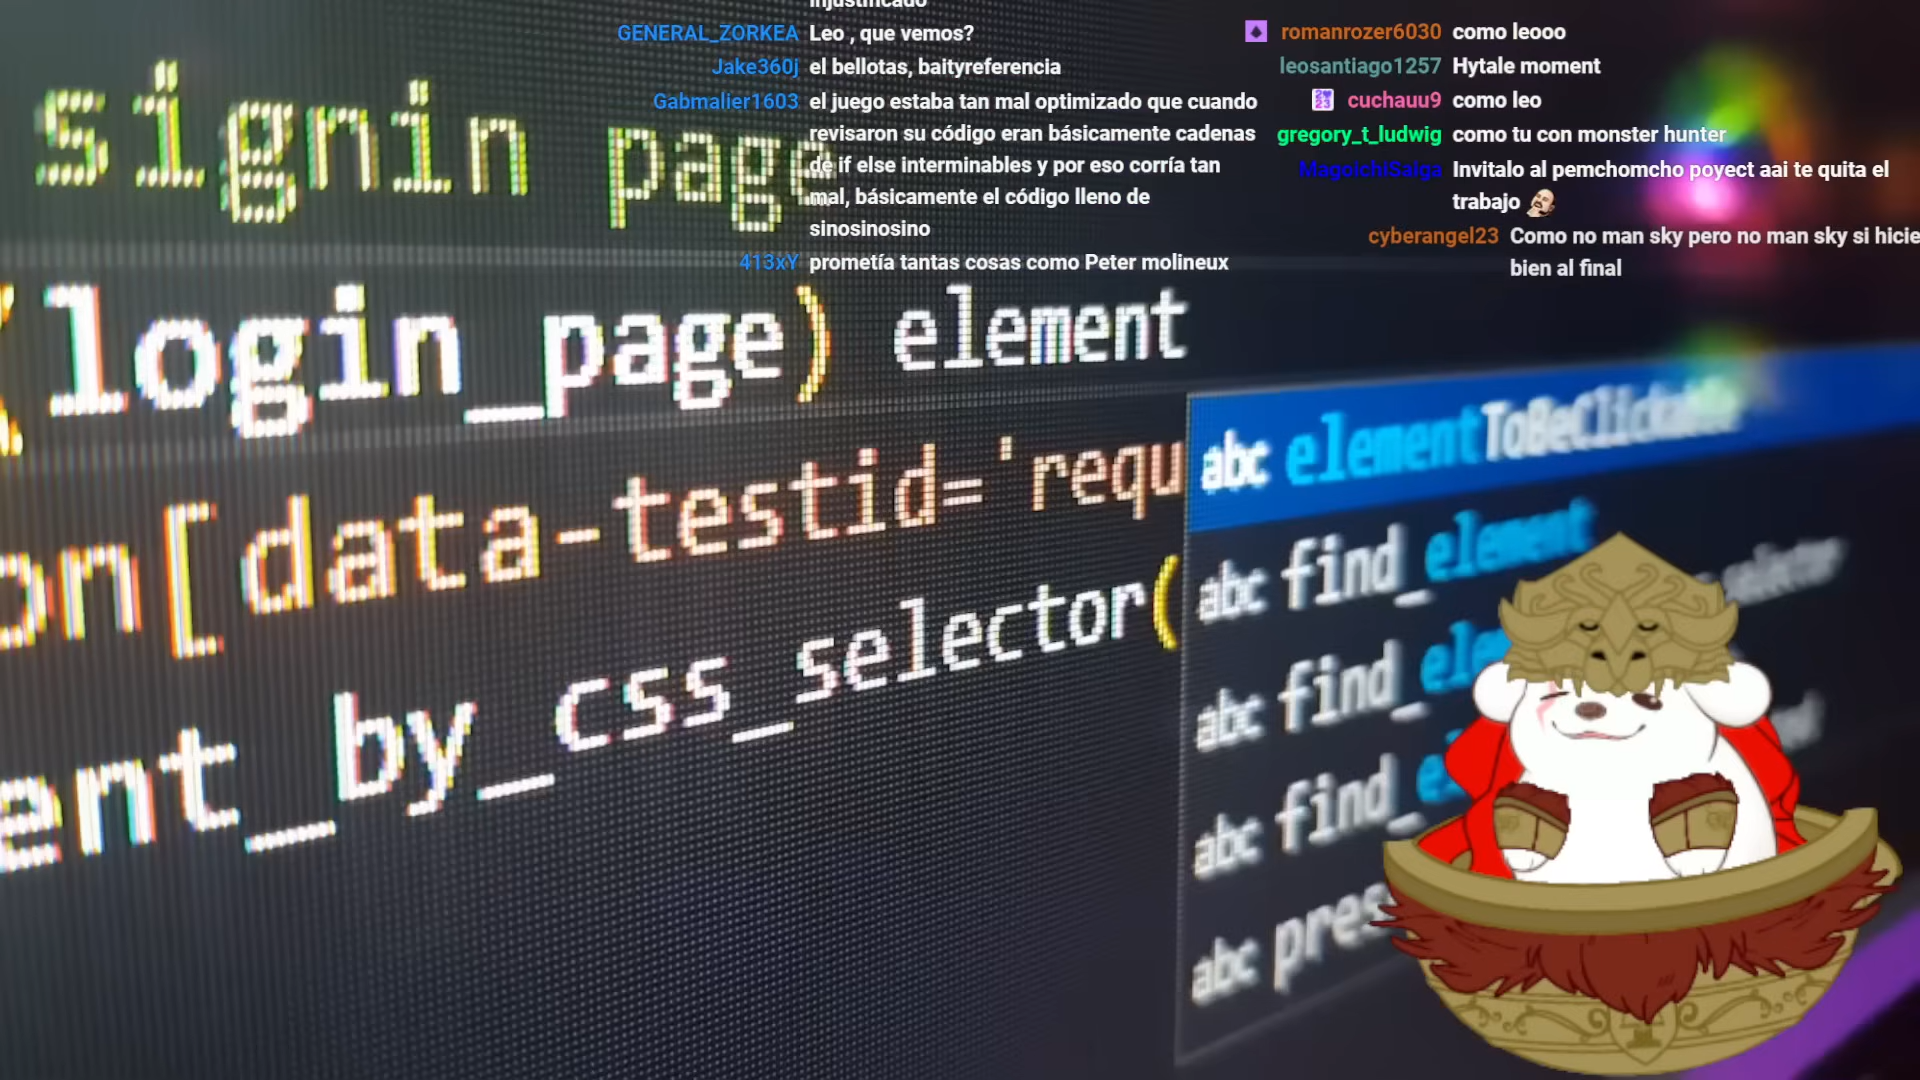 injustificado
GENERAL_ZORKEA Leo , que vemos?
Jake360j el bellotas, baityreferencia
Gabmalier1603 el juego estaba tan mal optimizado que cuando
revisaron su código eran básicamente cadenas
de if else interminables y por eso corría tan
mal, básicamente el código lleno de
sinosinosino
413xY prometía tantas cosas como Peter molineux
romanrozer6030 como leooo
leosantiago1257 Hytale moment
cuchauu9 como leo
gregory_t_ludwig como tu con monster hunter
MagoichiSaiga Invitalo al pemchomcho poyect aai te quita el
trabajo
cyberangel23 Como no man sky pero no man sky si hicie
bien al final
signin page
(login_page) element
on[data-testid='requ
ent_by_css_selector(
abc elementToBeClickable
abc find_element
abc find_ele
abc find_el
abc pres
selector